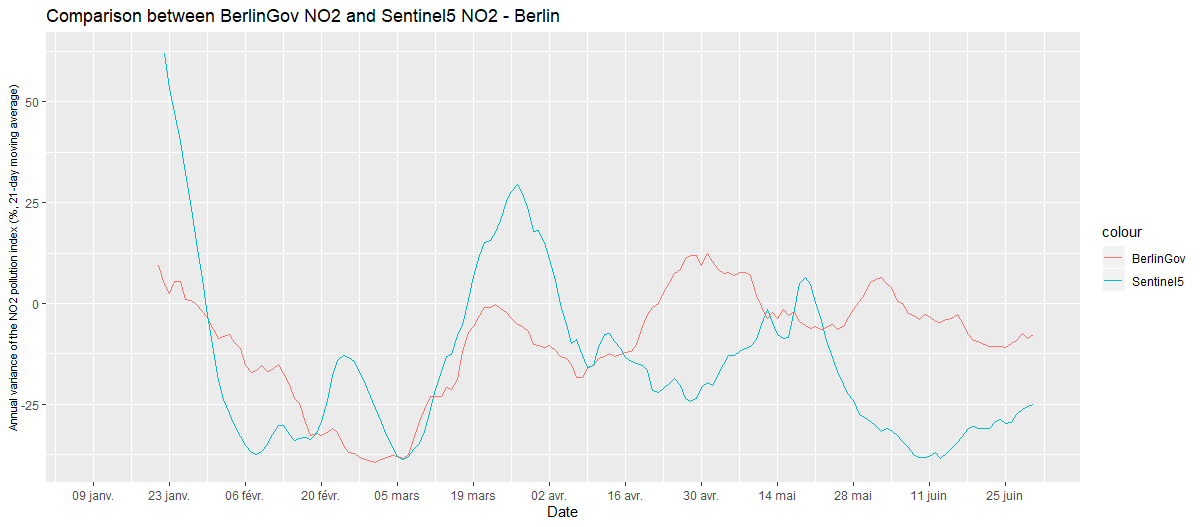 Comparison between BerlinGov NO2 and Sentinel5 NO2 - Berlin
Annual variance of the NO2 pollution index (%, 21-day moving average)
50
25
0
-25
09 janv.
23 janv.
06 févr.
20 févr.
05 mars
19 mars
02 avr.
16 avr.
30 avr.
14 mai
28 mai
11 juin
25 juin
Date
colour
BerlinGov
Sentinel5